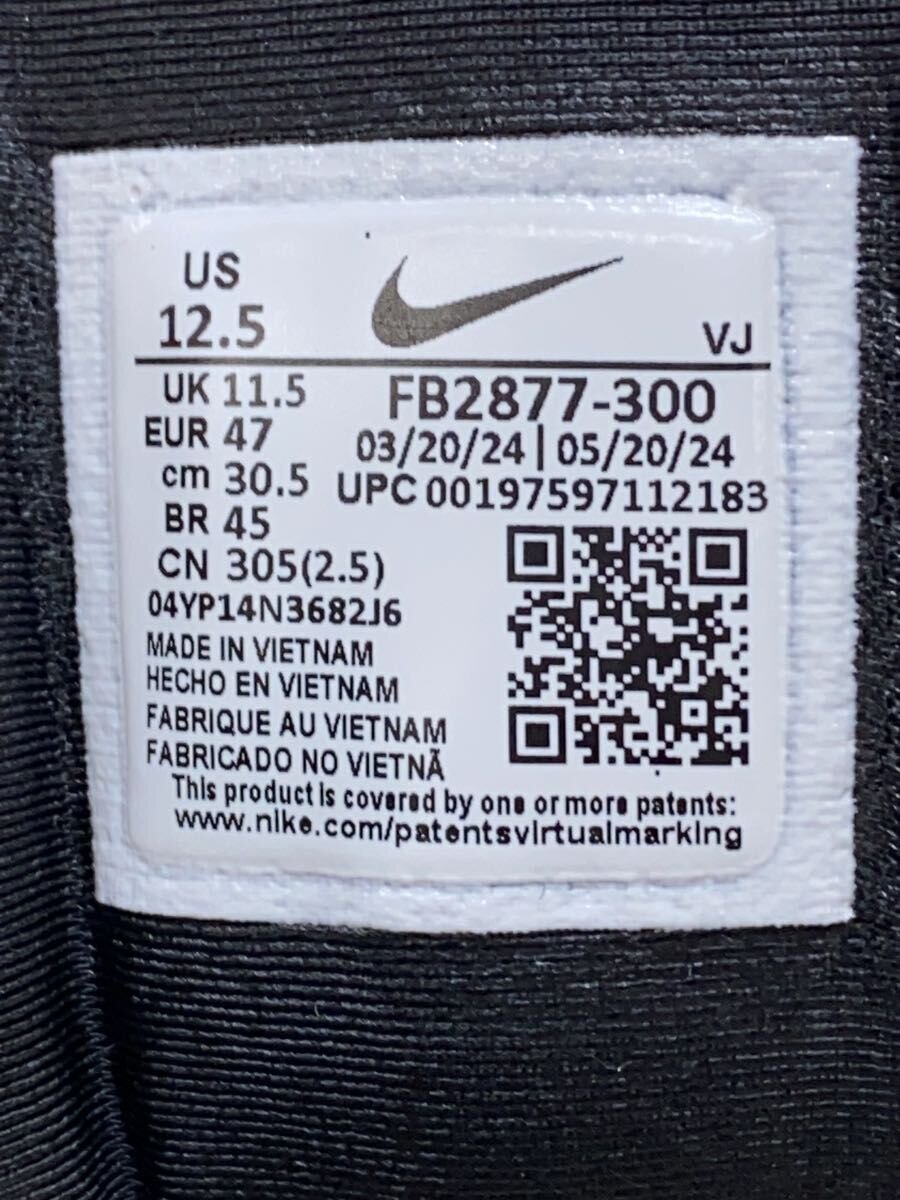 US
12.5
VJ
UK 11.5
EUR 47
cm 30.5
BR 45
CN 305(2.5)
FB2877-300
03/20/24 | 05/20/24
UPC 00197597112183
04YP14N3682J6
MADE IN VIETNAM
HECHO EN VIETNAM
FABRIQUE AU VIETNAM
FABRICADO NO VIETNÃ
This product is covered by one or more patents:
www.nike.com/patentsvirtualmarking